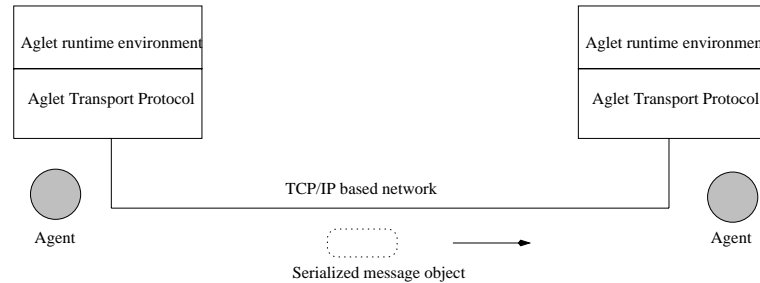 Aglet runtime environment
Aglet Transport Protocol
Aglet runtime environment
Aglet Transport Protocol
TCP/IP based network
Agent
Agent
Serialized message object